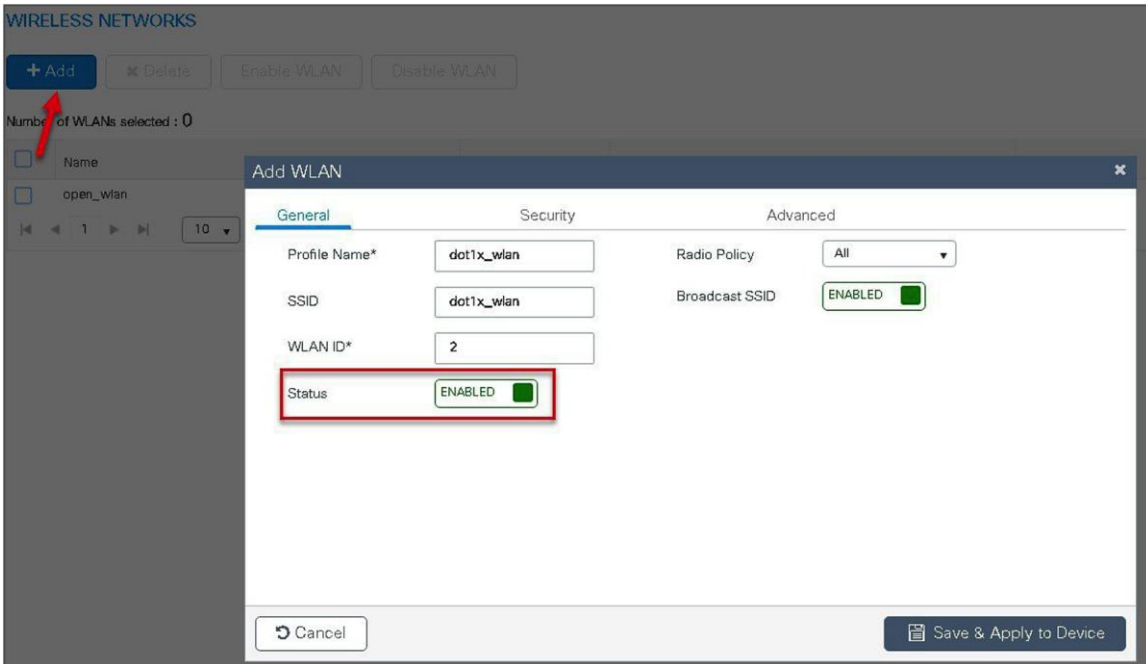 WIRELESS NETWORKS
+ Add
✖ Delete
Enable WLAN
Disable WLAN
Number of WLANs selected : 0
Name
open_wlan
1
10
Add WLAN
General
Security
Advanced
Profile Name*
dot1x_wlan
Radio Policy
All
SSID
dot1x_wlan
Broadcast SSID
ENABLED
WLAN ID*
2
Status
ENABLED
Cancel
Save & Apply to Device